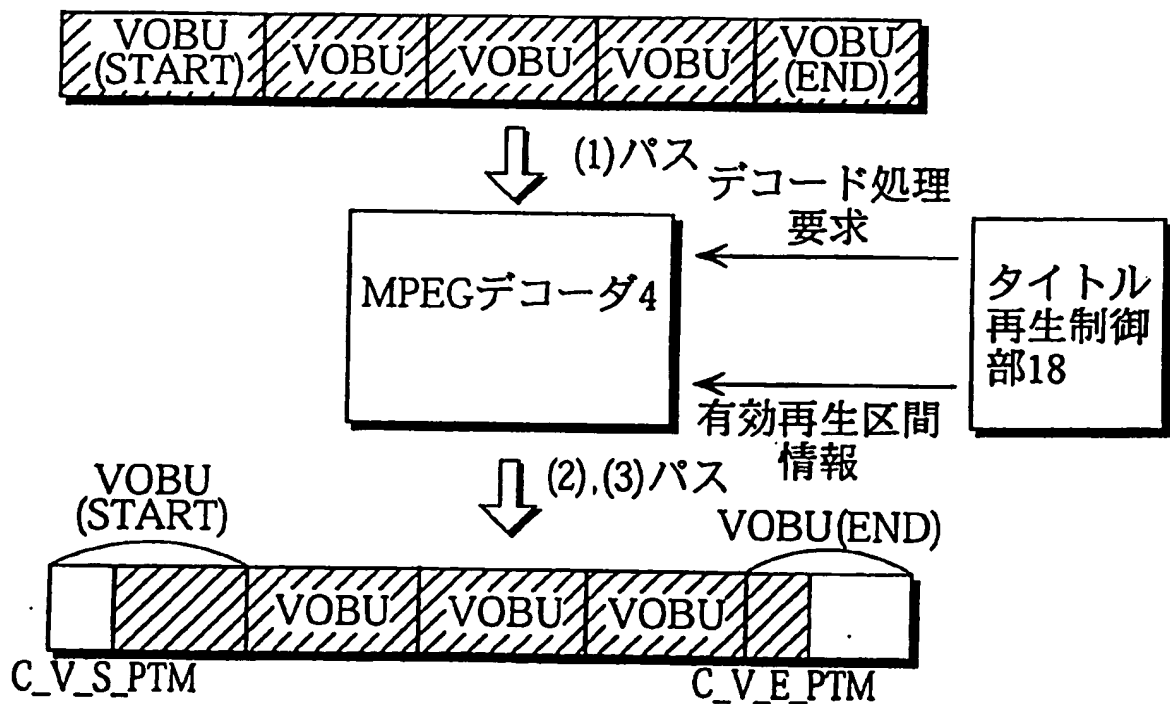 VOBU
(START)
VOBU
VOBU
VOBU
VOBU
(END)
(1)パス
デコード処理
要求
MPEGデコーダ4
タイトル
再生制御
部18
有効再生区間
情報
(2),(3)パス
VOBU
(START)
VOBU(END)
VOBU
VOBU
VOBU
C_V_S_PTM
C_V_E_PTM